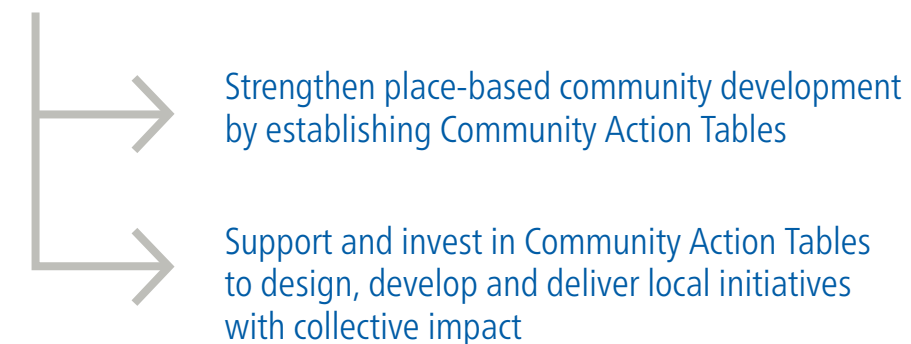 Strengthen place-based community development
by establishing Community Action Tables
Support and invest in Community Action Tables
to design, develop and deliver local initiatives
with collective impact